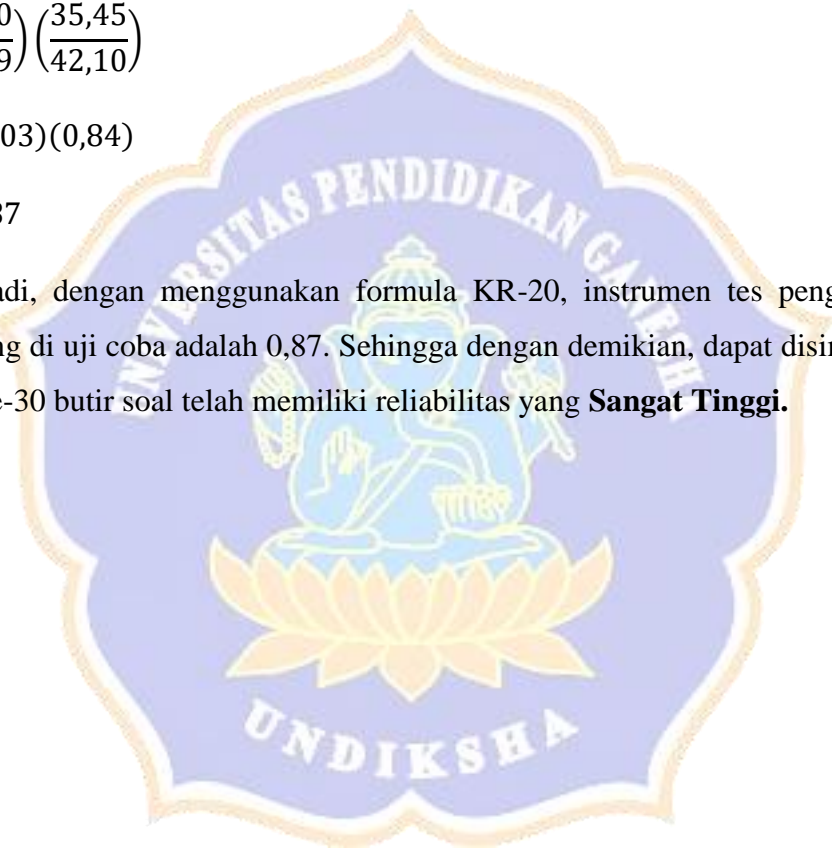 0
9) (35,45
42,10)
03)(0,84)
37
adi, dengan menggunakan formula KR-20, instrumen tes peng
ng di uji coba adalah 0,87. Sehingga dengan demikian, dapat disin
e-30 butir soal telah memiliki reliabilitas yang Sangat Tinggi.
UNIVERSITAS PENDIDIKAN GANESHA
UNDIKSHA